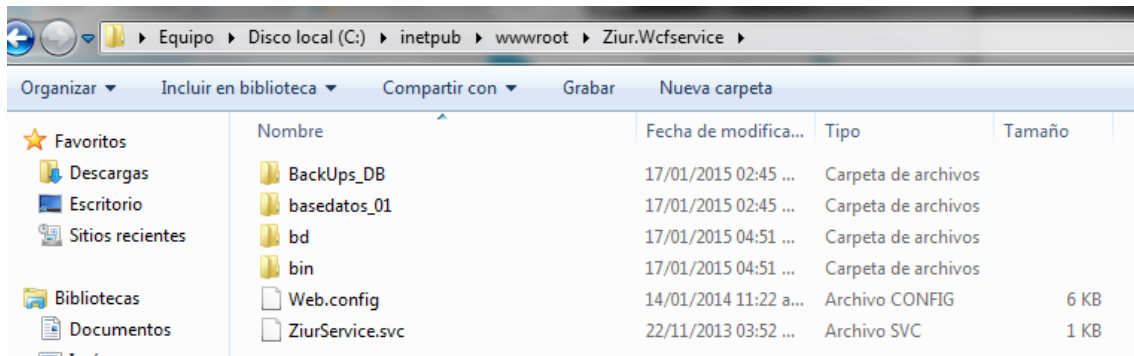 Equipo Disco local (C:) inetpub wwwroot Ziur.Wcfservice
Organizar Incluir en biblioteca Compartir con Grabar Nueva carpeta
Favoritos
Descargas
Escritorio
Sitios recientes
Bibliotecas
Documentos
Nombre Fecha de modifica... Tipo Tamaño
BackUps_DB 17/01/2015 02:45 ... Carpeta de archivos
basedatos_01 17/01/2015 02:45 ... Carpeta de archivos
bd 17/01/2015 04:51 ... Carpeta de archivos
bin 17/01/2015 04:51 ... Carpeta de archivos
Web.config 14/01/2014 11:22 a... Archivo CONFIG 6 KB
ZiurService.svc 22/11/2013 03:52 ... Archivo SVC 1 KB